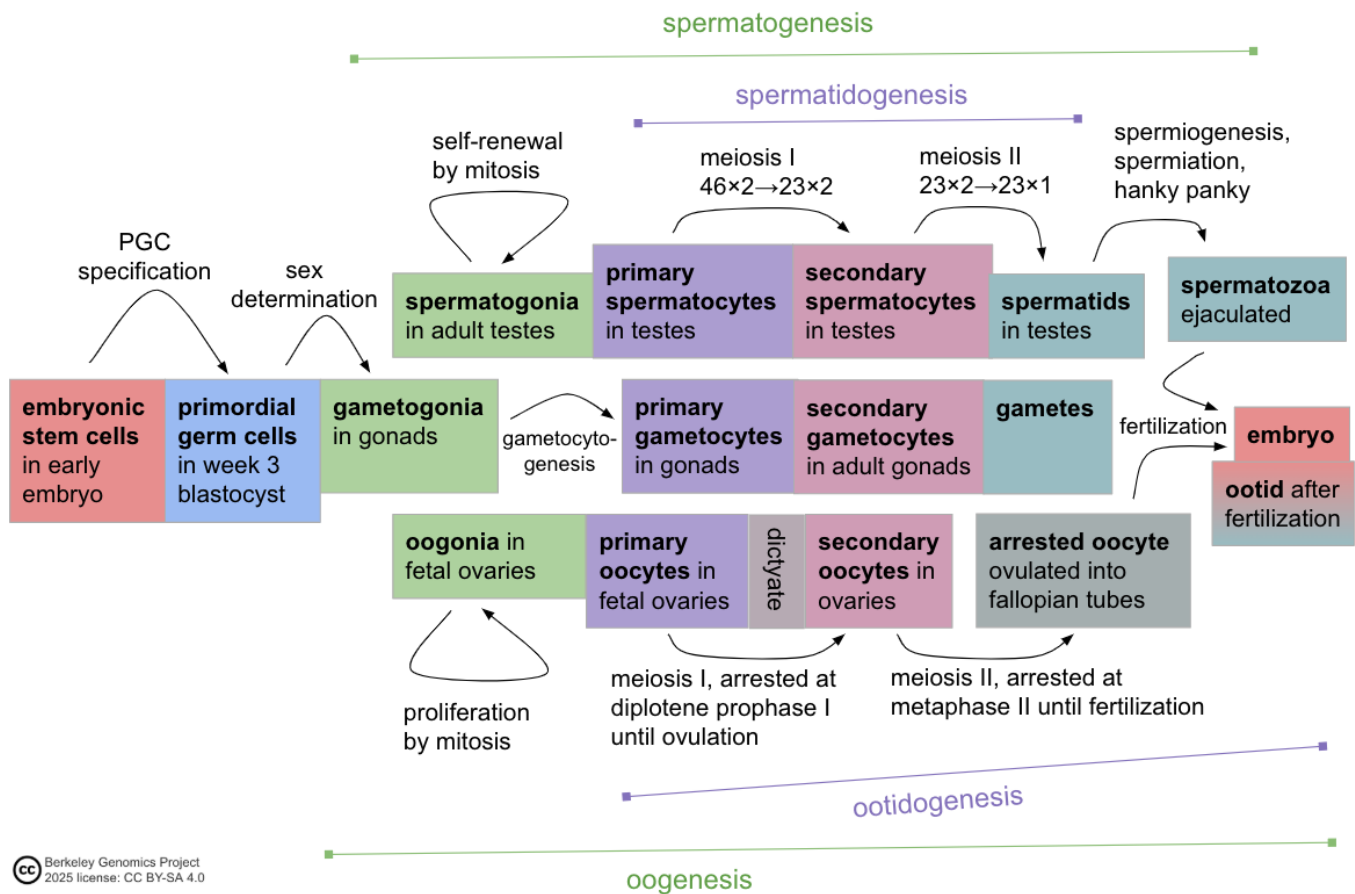 spermatogenesis
spermatidogenesis
self-renewal
by mitosis
meiosis I
46×2→23×2
meiosis II
23×2→23×1
spermiogenesis,
spermiation,
hanky panky
PGC
specification
sex
determination
spermatogonia
in adult testes
primary
spermatocytes
in testes
secondary
spermatocytes
in testes
spermatids
in testes
spermatozoa
ejaculated
embryonic
stem cells
in early
embryo
primordial
germ cells
in week 3
blastocyst
gametogonia
in gonads
gametocyto-
genesis
primary
gametocytes
in gonads
secondary
gametocytes
in adult gonads
gametes
fertilization
embryo
ootid after
fertilization
oogonia in
fetal ovaries
primary
oocytes in
fetal ovaries
dictyate
secondary
oocytes in
ovaries
arrested oocyte
ovulated into
fallopian tubes
proliferation
by mitosis
meiosis I, arrested at
diplotene prophase I
until ovulation
meiosis II, arrested at
metaphase II until fertilization
ootidogenesis
oogenesis
cc
Berkeley Genomics Project
2025 license: CC BY-SA 4.0